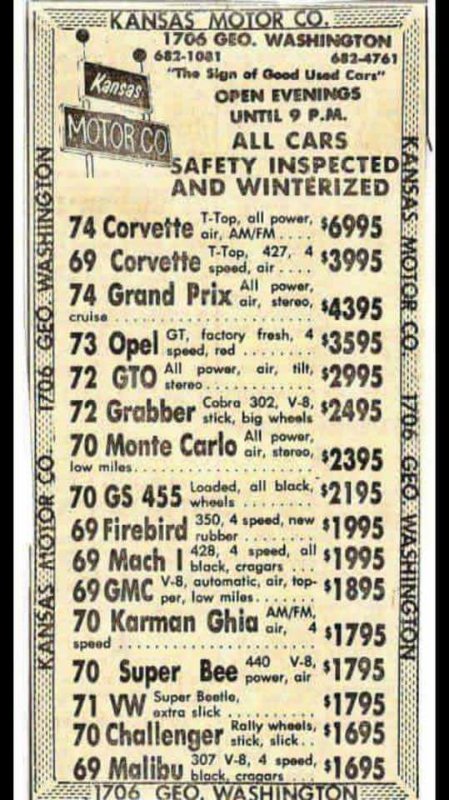 KANSAS MOTOR CO.
1706 GEO. WASHINGTON
682-1081 682-4761
"The Sign of Good Used Cars"
Kansas
MOTOR CO
OPEN EVENINGS
UNTIL 9 P.M.
ALL CARS
SAFETY INSPECTED
AND WINTERIZED
74 Corvette T-Top, all power, air, AM/FM.... $6995
69 Corvette T-Top, 427, 4 speed, air.... $3995
74 Grand Prix All power, air, stereo,
cruise.................. $4395
73 Opel GT, factory fresh, 4 speed, red......... $3595
72 GTO All power, air, tilt, stereo............. $2995
72 Grabber Cobra 302, V-8, stick, big wheels $2495
70 Monte Carlo All power, air, stereo,
low miles.................. $2395
70 GS 455 Loaded, all black, wheels........ $2195
69 Firebird 350, 4 speed, new rubber........ $1995
69 Mach I 428, 4 speed, all black, cragars... $1995
69 GMC V-8, automatic, air, top-per, low miles....... $1895
70 Karman Ghia AM/FM, air, 4
speed.................. $1795
70 Super Bee 440 V-8, power, air $1795
71 VW Super Beetle, extra slick............ $1795
70 Challenger Rally wheels, stick, slick.. $1695
69 Malibu 307 V-8, 4 speed, black, cragars... $1695
1706 GEO. WASHINGTON
KANSAS MOTOR CO. 1706 GEO. WASHINGTON
KANSAS MOTOR CO. 1706 GEO. WASHINGTON